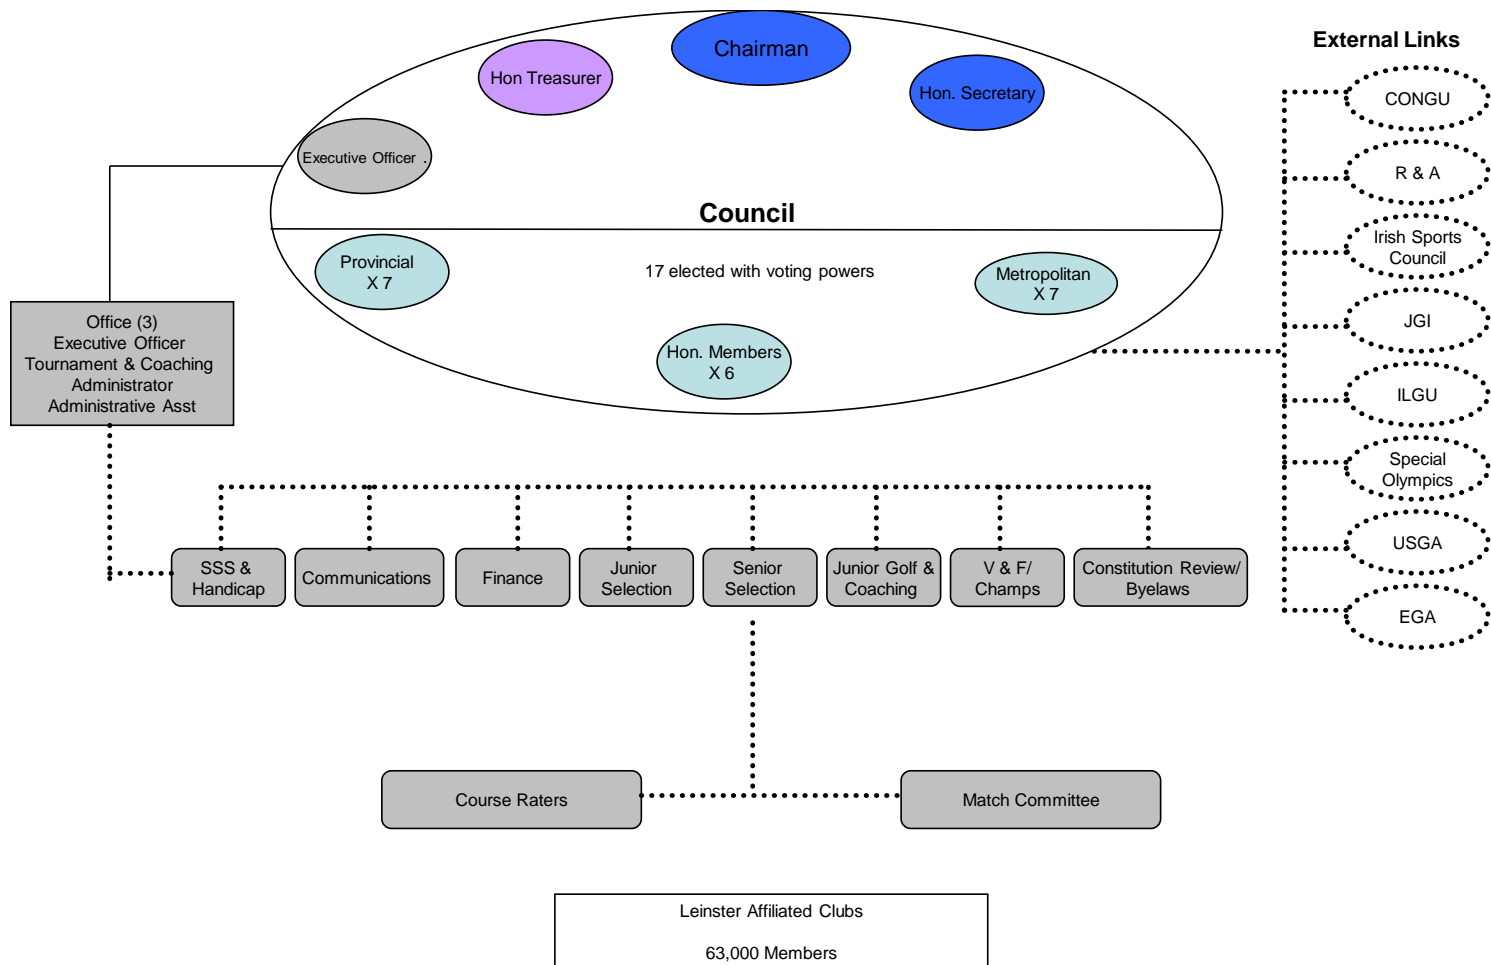 Chairman
Hon Treasurer
Hon. Secretary
Executive Officer .
Council
Provincial
X 7
17 elected with voting powers
Metropolitan
X 7
Hon. Members
X 6
External Links
CONGU
R & A
Irish Sports
Council
JGI
ILGU
Special
Olympics
USGA
EGA
Office (3)
Executive Officer
Tournament & Coaching
Administrator
Administrative Asst
SSS &
Handicap
Communications
Finance
Junior
Selection
Senior
Selection
Junior Golf &
Coaching
V & F/
Champs
Constitution Review/
Byelaws
Course Raters
Match Committee
Leinster Affiliated Clubs
63,000 Members